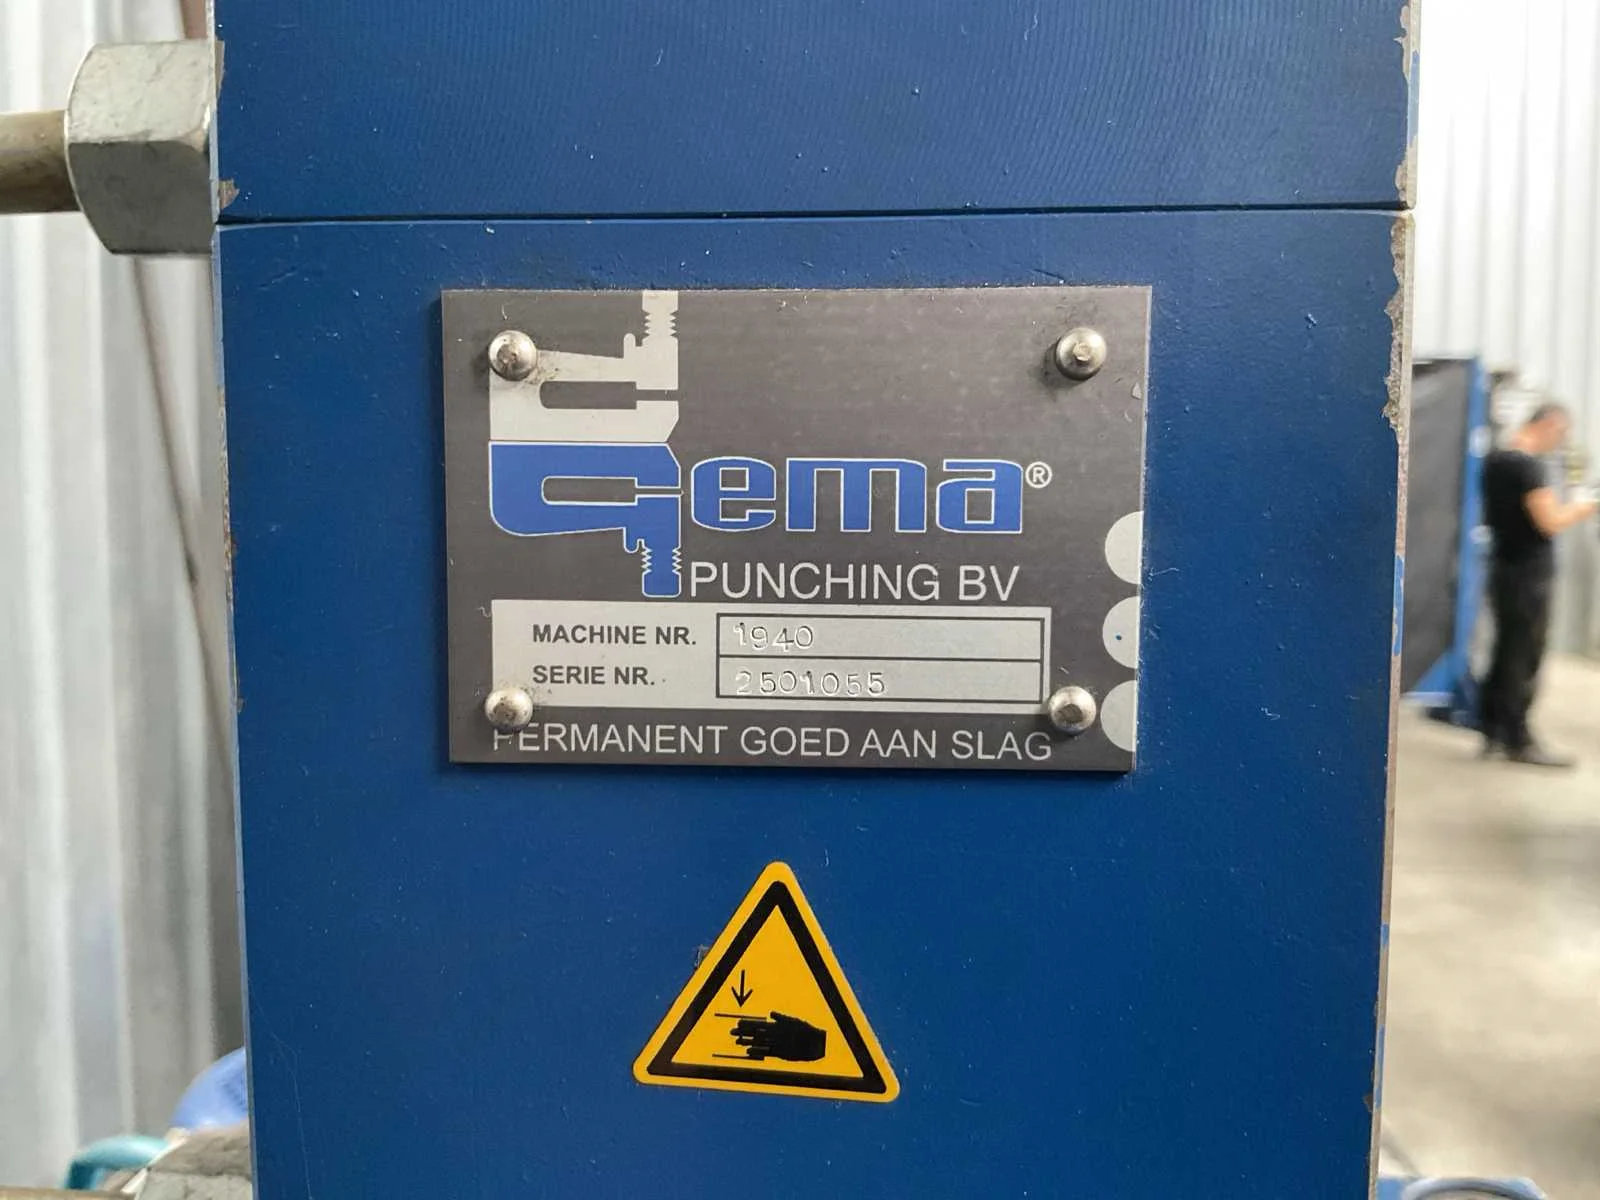 Gema®
PUNCHING BV
MACHINE NR. 1940
SERIE NR. 2501055
PERMANENT GOED AAN SLAG